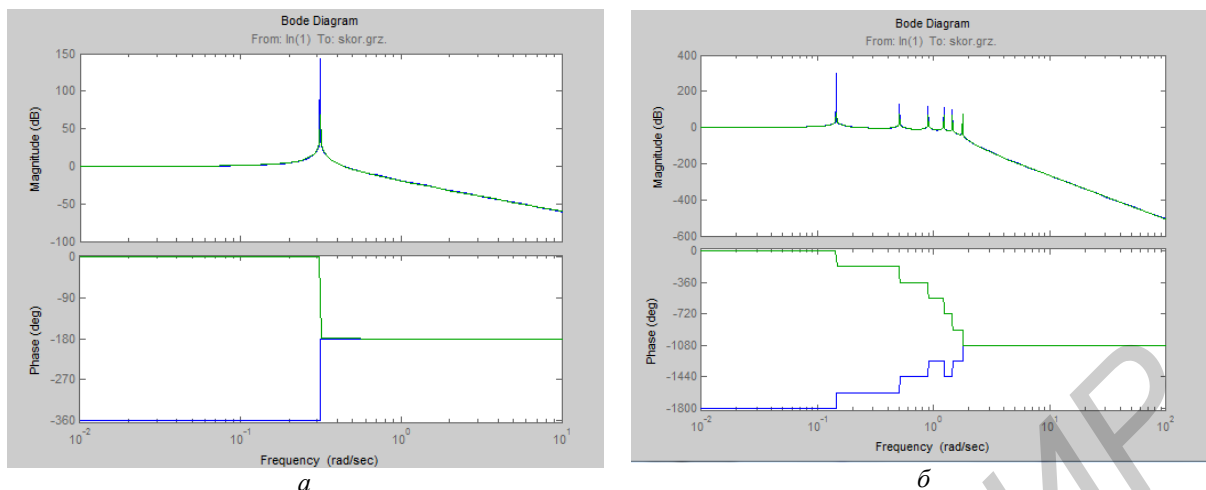 Bode Diagram
From: In(1) To: skor.grz.
150
100
50
0
-50
-100
Magnitude (dB)
0
-90
-180
-270
-360
Phase (deg)
10^-2
10^-1
10^0
10^1
Frequency (rad/sec)
а
Bode Diagram
From: In(1) To: skor.grz.
400
200
0
-200
-400
-600
Magnitude (dB)
0
-360
-720
-1080
-1440
-1800
Phase (deg)
10^-2
10^-1
10^0
10^1
10^2
Frequency (rad/sec)
б
ИР